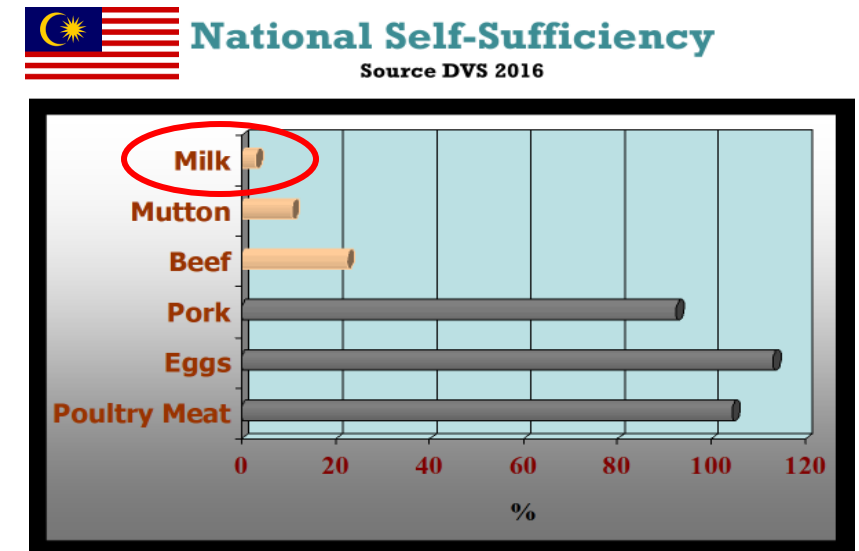 National Self-Sufficiency
Source DVS 2016
Milk
Mutton
Beef
Pork
Eggs
Poultry Meat
0 20 40 60 80 100 120
%